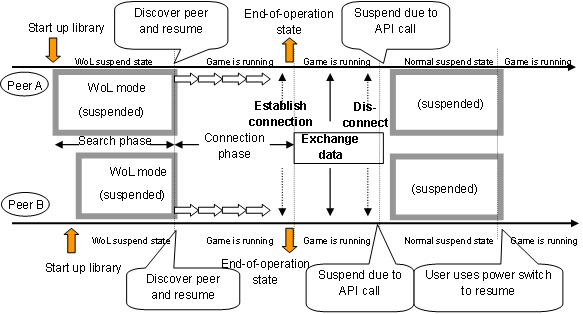 Discover peer
and resume
End-of-operation
state
Suspend due to
API call
Start up library
WoL suspend state
Game is running
Game is running
Normal suspend state
Game is running
Peer A
WoL mode
(suspended)
Establish
connection
Dis-
connect
(suspended)
Search phase
Connection
phase
Exchange
data
WoL mode
(suspended)
(suspended)
Peer B
WoL suspend state
Game is running
Game is running
Normal suspend state
Game is running
Start up library
Discover peer
and resume
End-of-operation
state
Suspend due to
API call
User uses power switch
to resume